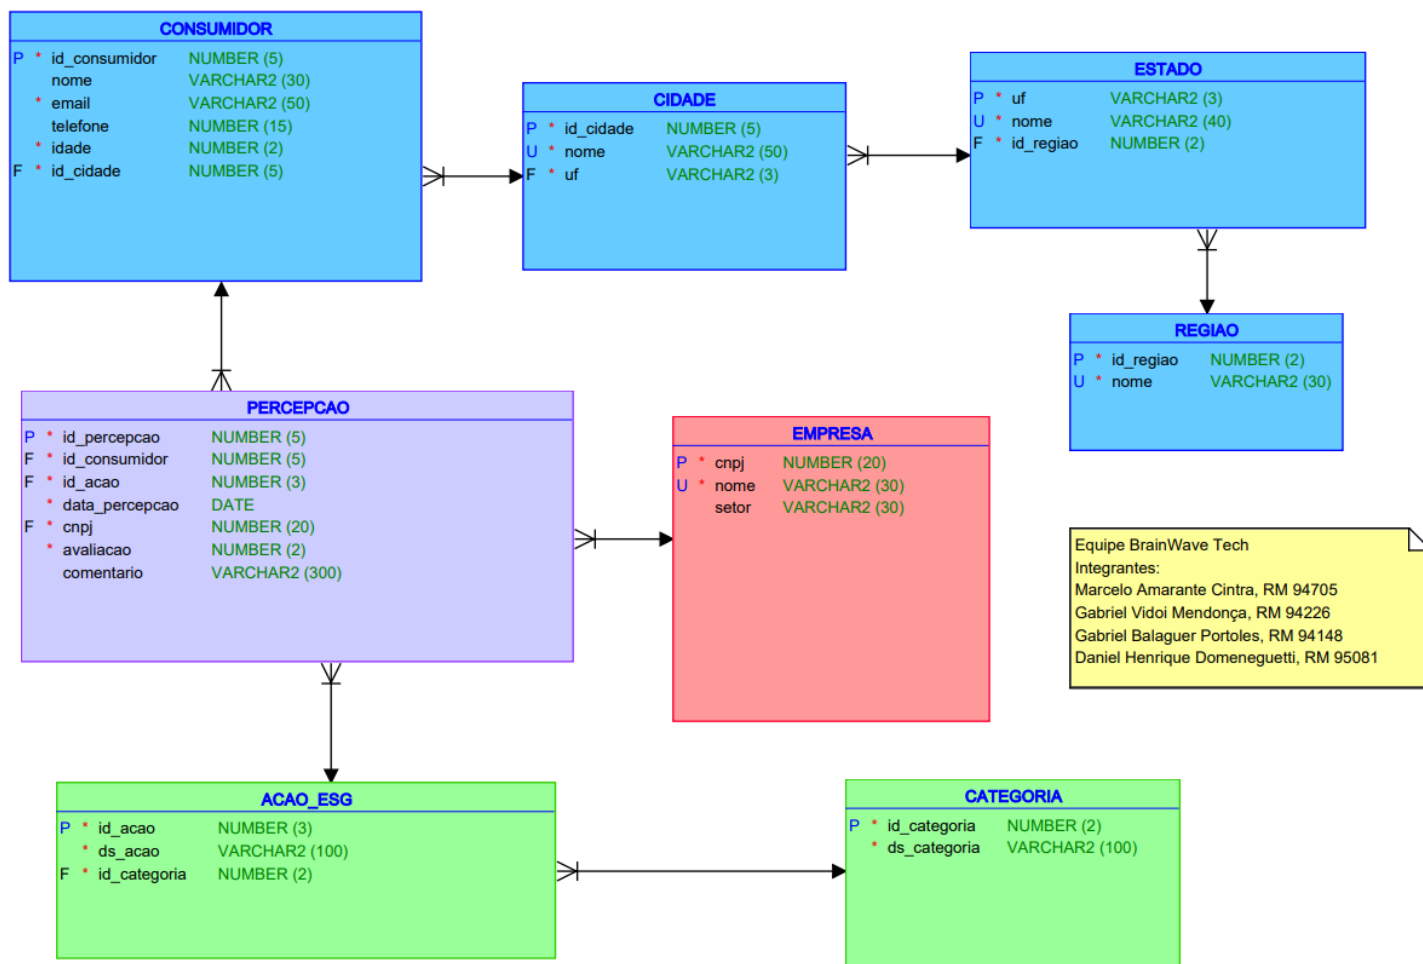 CONSUMIDOR
P * id_consumidor NUMBER (5)
nome VARCHAR2 (30)
* email VARCHAR2 (50)
telefone NUMBER (15)
* idade NUMBER (2)
F * id_cidade NUMBER (5)
CIDADE
P * id_cidade NUMBER (5)
U * nome VARCHAR2 (50)
F * uf VARCHAR2 (3)
ESTADO
P * uf VARCHAR2 (3)
U * nome VARCHAR2 (40)
F * id_regiao NUMBER (2)
REGIAO
P * id_regiao NUMBER (2)
U * nome VARCHAR2 (30)
PERCEPCAO
P * id_percepcao NUMBER (5)
F * id_consumidor NUMBER (5)
F * id_acao NUMBER (3)
* data_percepcao DATE
F * cnpj NUMBER (20)
* avaliacao NUMBER (2)
comentario VARCHAR2 (300)
EMPRESA
P * cnpj NUMBER (20)
U * nome VARCHAR2 (30)
setor VARCHAR2 (30)
Equipe BrainWave Tech
Integrantes:
Marcelo Amarante Cintra, RM 94705
Gabriel Vidoi Mendonça, RM 94226
Gabriel Balaguer Portoles, RM 94148
Daniel Henrique Domeneguetti, RM 95081
ACAO_ESG
P * id_acao NUMBER (3)
* ds_acao VARCHAR2 (100)
F * id_categoria NUMBER (2)
CATEGORIA
P * id_categoria NUMBER (2)
* ds_categoria VARCHAR2 (100)